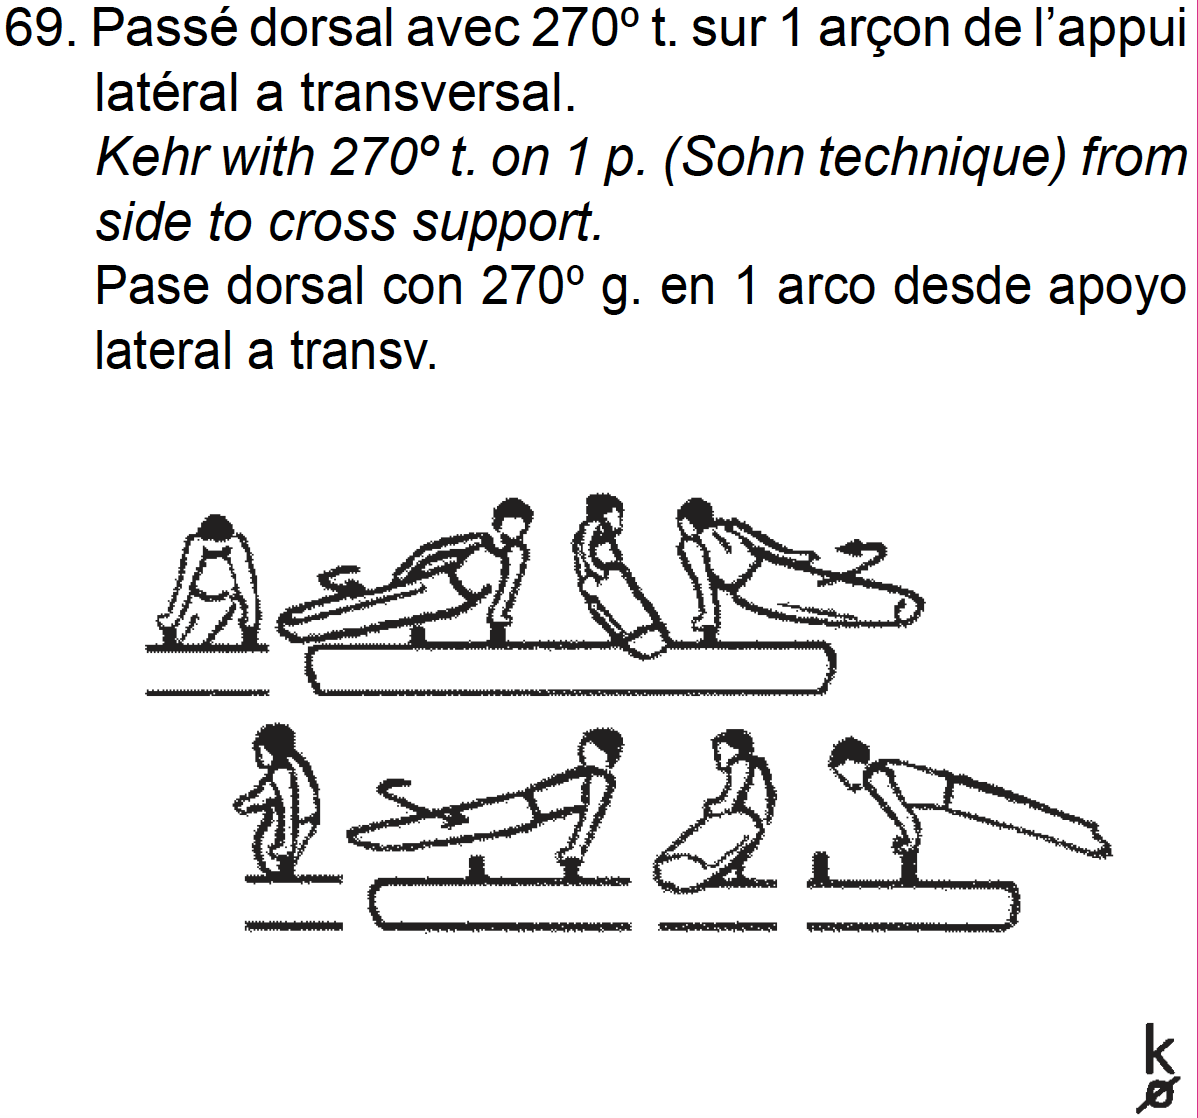 69. Passé dorsal avec 270º t. sur 1 arçon de l’appui
latéral a transversal.
Kehr with 270º t. on 1 p. (Sohn technique) from
side to cross support.
Pase dorsal con 270º g. en 1 arco desde apoyo
lateral a transv.
k
ø